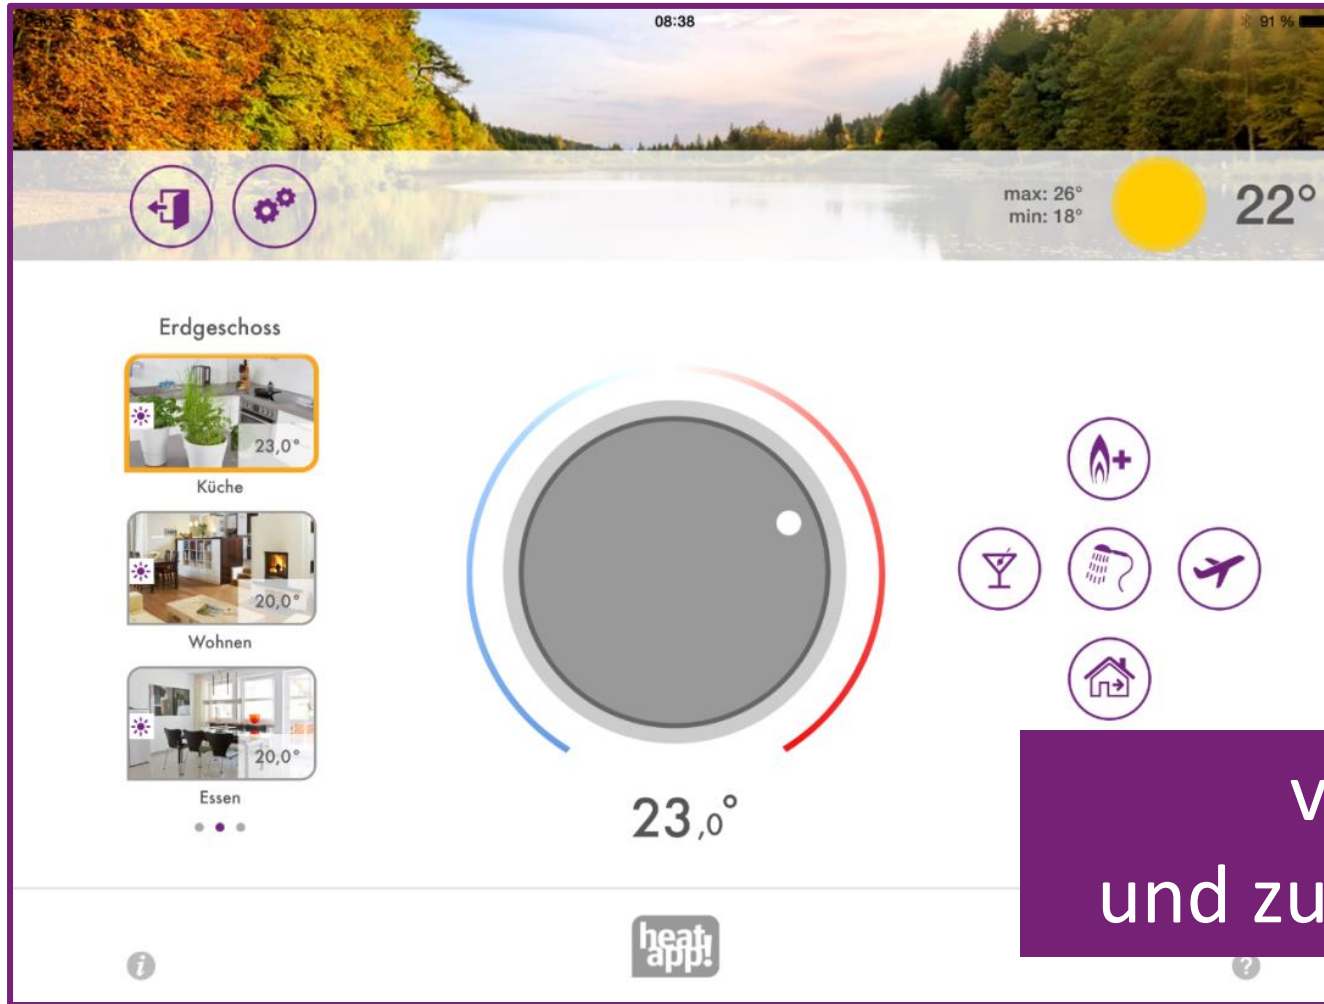 iPad
08:38
91 %
max: 26°
min: 18°
22°
Erdgeschoss
23,0°
Küche
20,0°
Wohnen
20,0°
Essen
23,0°
und zu
heat
app!
i
?